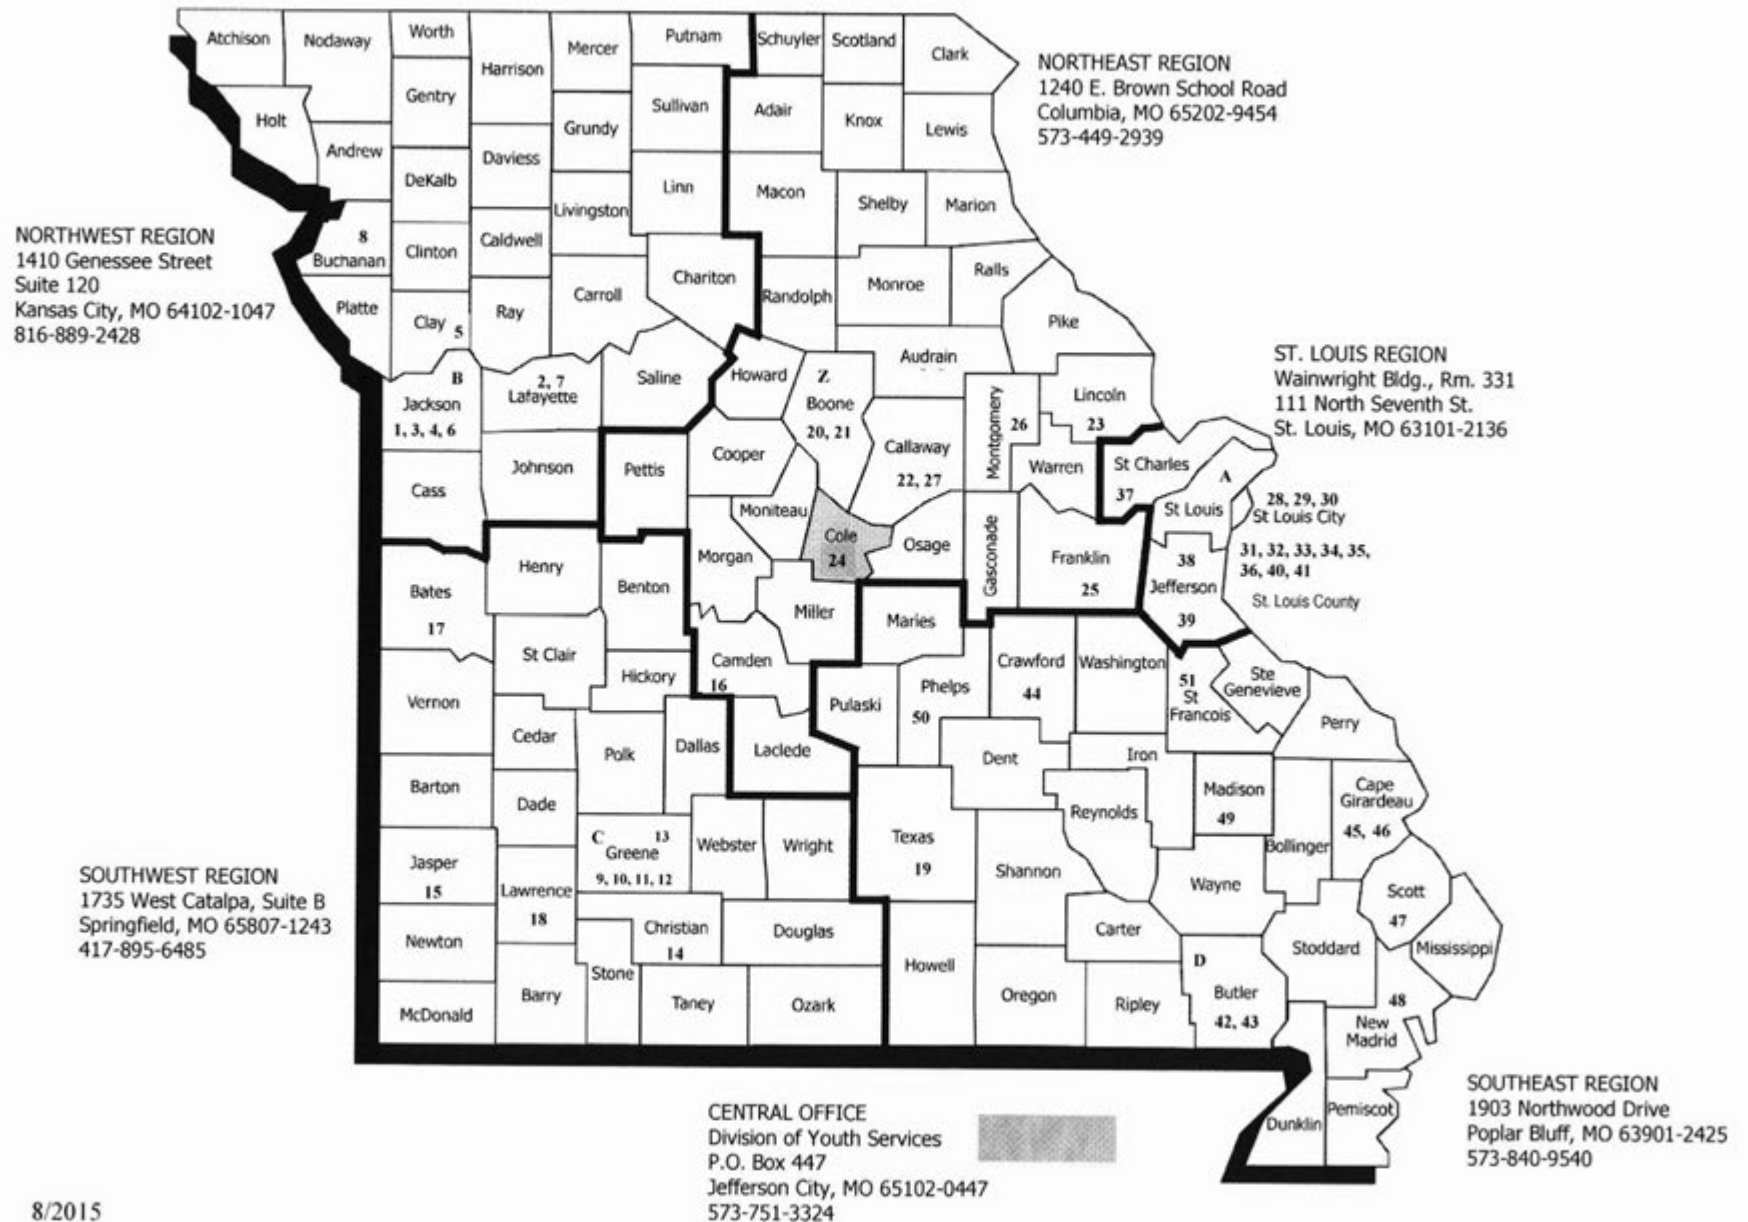 Atchison
Nodaway
Worth
Harrison
Mercer
Putnam
Schuyler
Scotland
Clark
NORTHEAST REGION
1240 E. Brown School Road
Columbia, MO 65202-9454
573-449-2939
Holt
Andrew
Gentry
DeKalb
Daviess
Grundy
Sullivan
Adair
Knox
Lewis
Linn
Macon
Shelby
Marion
Livingston
NORTHWEST REGION
1410 Genessee Street
Suite 120
Kansas City, MO 64102-1047
816-889-2428
8
Buchanan
Clinton
Caldwell
Chariton
Randolph
Monroe
Ralls
Platte
Clay 5
Ray
Carroll
Pike
Audrain
ST. LOUIS REGION
Wainwright Bldg., Rm. 331
111 North Seventh St.
St. Louis, MO 63101-2136
B
Jackson
1, 3, 4, 6
2, 7
Lafayette
Saline
Howard
Z
Boone
20, 21
Callaway
22, 27
Montgomery
26
Lincoln
23
Warren
St Charles
37
A
St Louis
28, 29, 30
St Louis City
31, 32, 33, 34, 35,
36, 40, 41
St. Louis County
Cass
Johnson
Pettis
Cooper
Moniteau
Cole
24
Osage
Gasconade
Franklin
25
38
Jefferson
39
Bates
17
Henry
Benton
Morgan
Miller
Maries
St Clair
Hickory
Camden
16
Pulaski
Phelps
50
Crawford
44
Washington
51
St
Francois
Ste
Genevieve
Perry
Vernon
Cedar
Polk
Dallas
Laclede
Dent
Iron
Madison
49
Cape
Girardeau
45, 46
Barton
Dade
Reynolds
Bollinger
SOUTHWEST REGION
1735 West Catalpa, Suite B
Springfield, MO 65807-1243
417-895-6485
Jasper
15
Lawrence
18
C
13
Greene
9, 10, 11, 12
Webster
Wright
Texas
19
Shannon
Wayne
Scott
47
Newton
Christian
14
Douglas
Carter
Stoddard
Mississippi
McDonald
Barry
Stone
Taney
Ozark
Howell
Oregon
Ripley
D
Butler
42, 43
48
New
Madrid
Dunklin
Pemiscot
SOUTHEAST REGION
1903 Northwood Drive
Poplar Bluff, MO 63901-2425
573-840-9540
CENTRAL OFFICE
Division of Youth Services
P.O. Box 447
Jefferson City, MO 65102-0447
573-751-3324
8/2015